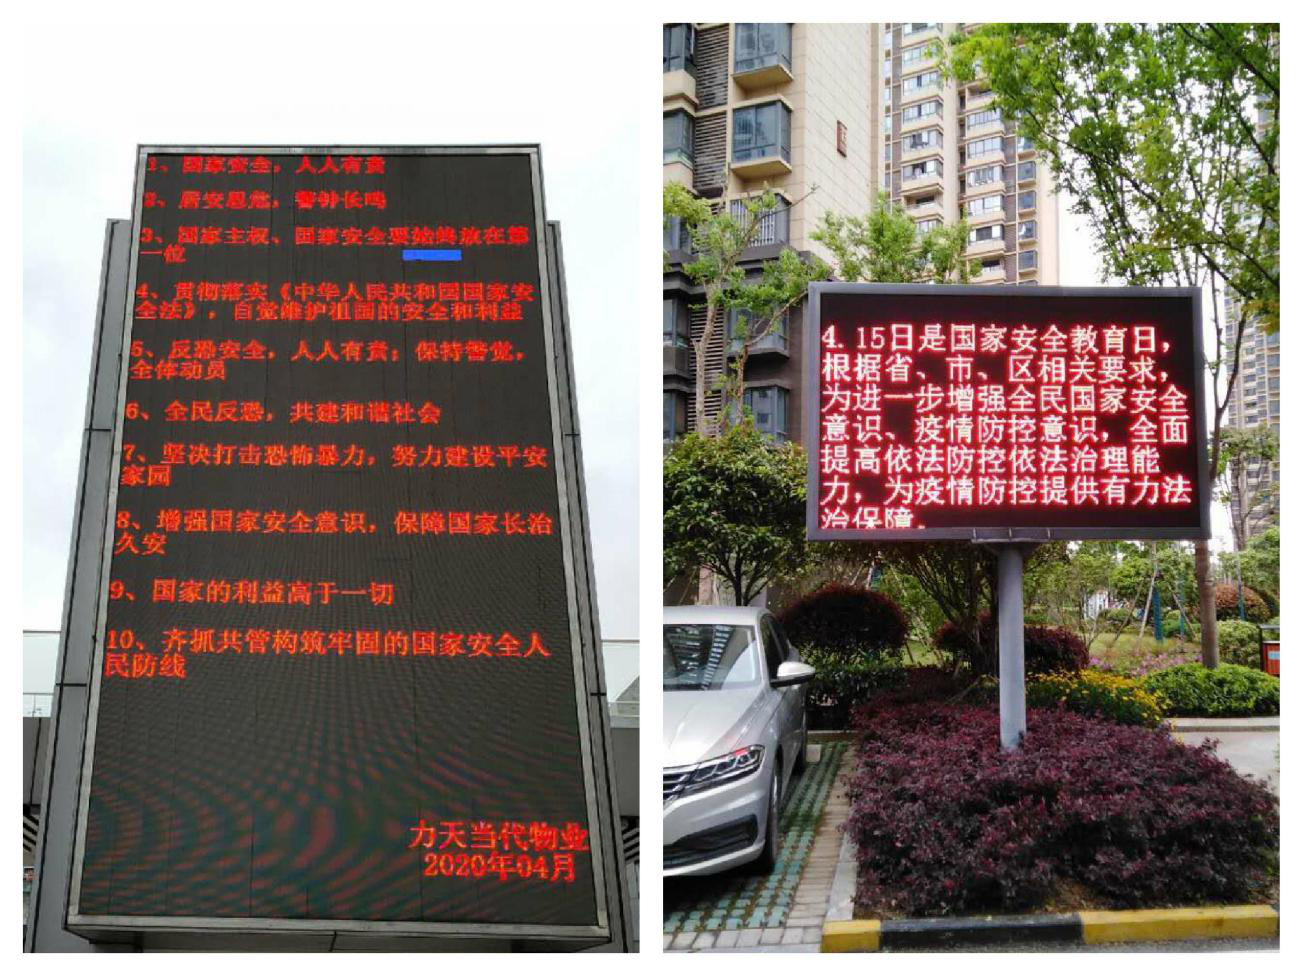 1、国家安全，人人有责
2、居安思危，警钟长鸣
3、国家主权、国家安全要始终放在第
一位
4、贯彻落实《中华人民共和国国家安
全法》，自觉维护祖国的安全和利益
5、反恐安全，人人有责；保持警觉，
全体动员
6、全民反恐，共建和谐社会
7、坚决打击恐怖暴力，努力建设平安
家园
8、增强国家安全意识，保障国家长治
久安
9、国家的利益高于一切
10、齐抓共管构筑牢固的国家安全人
民防线
力天当代物业
2020年04月
4.15日是国家安全教育日，
根据省、市、区相关要求，
为进一步增强全民国家安全
意识、疫情防控意识，全面
提高依法防控依法治理能
力，为疫情防控提供有力法
治保障。